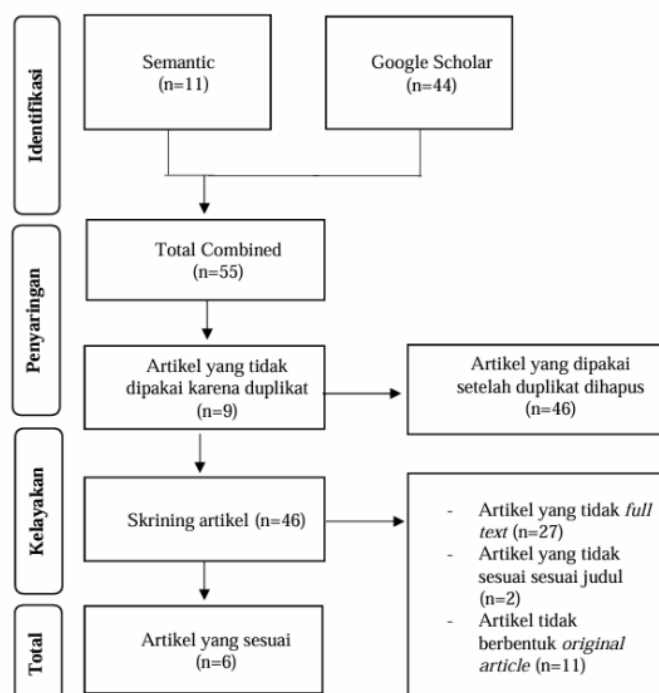 Identifikasi
Semantic
(n=11)
Google Scholar
(n=44)
Penyaringan
Total Combined
(n=55)
Artikel yang tidak
dipakai karena duplikat
(n=9)
Artikel yang dipakai
setelah duplikat dihapus
(n=46)
Kelayakan
Skrining artikel (n=46)
- Artikel yang tidak full
text (n=27)
- Artikel yang tidak
sesuai sesuai judul
(n=2)
- Artikel tidak
berbentuk original
article (n=11)
Total
Artikel yang sesuai
(n=6)